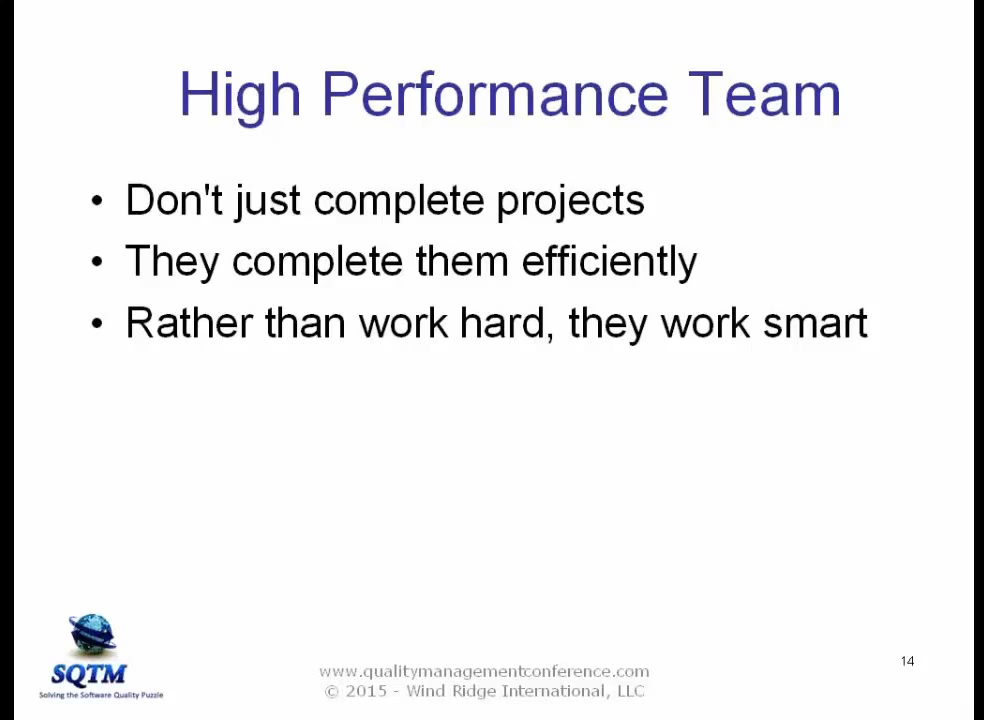 High Performance Team
• Don't just complete projects
• They complete them efficiently
• Rather than work hard, they work smart
SQTM
Solving the Software Quality Puzzle
www.qualitymanagementconference.com
© 2015 - Wind Ridge International, LLC
14